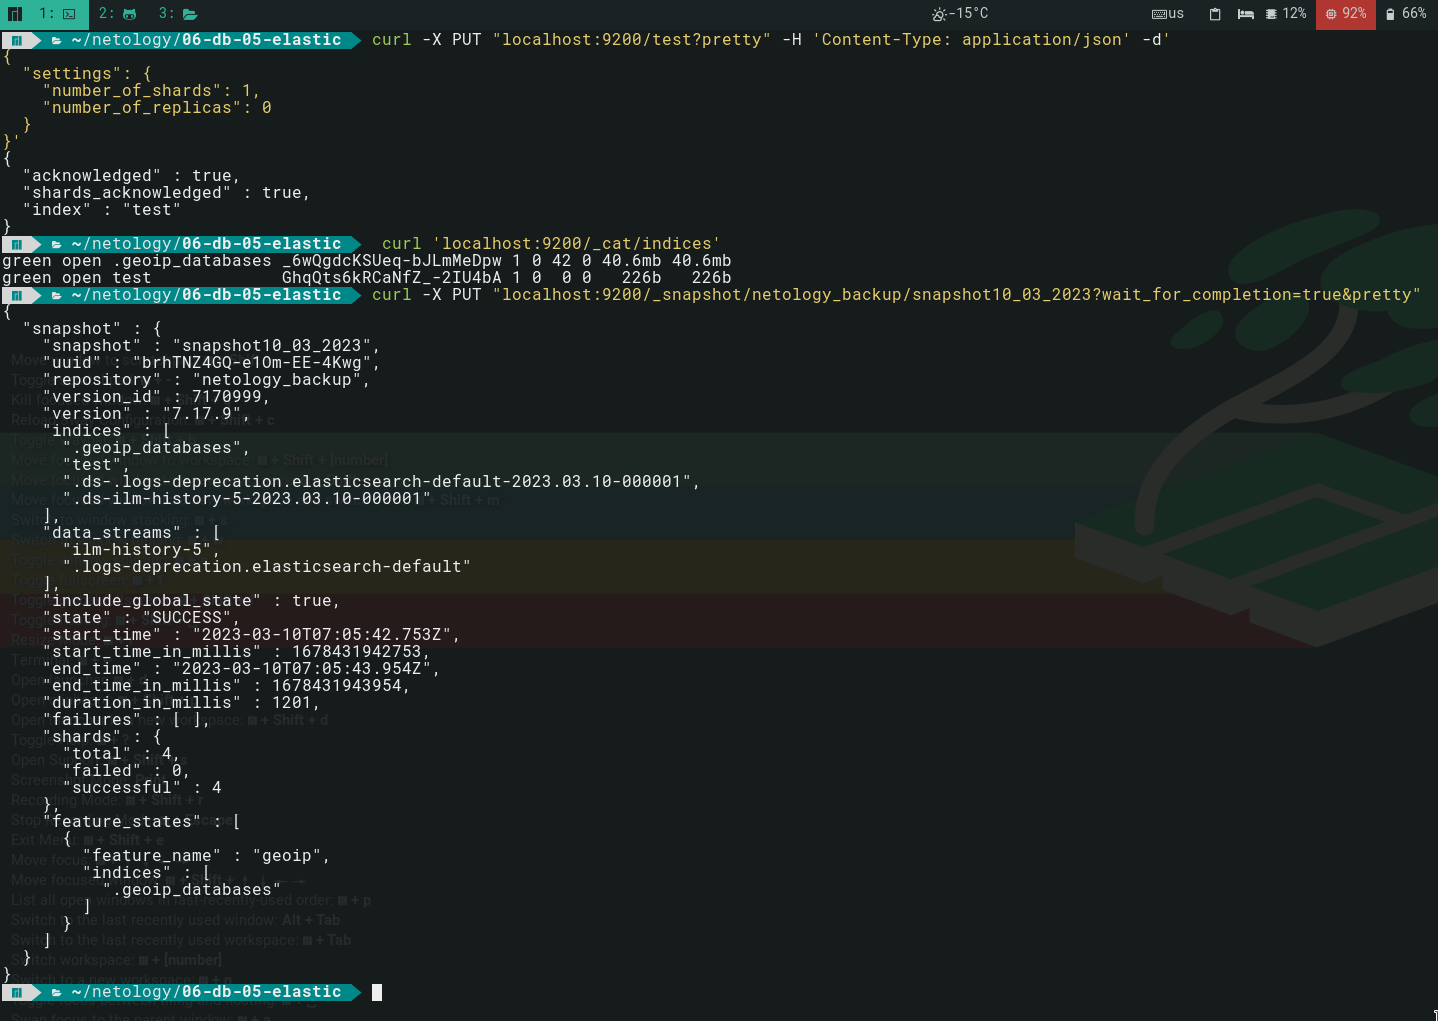 1: 2: 3: -15°C us 12% 92% 66%
~/netology/06-db-05-elastic curl -X PUT "localhost:9200/test?pretty" -H 'Content-Type: application/json' -d'
{
  "settings": {
    "number_of_shards": 1,
    "number_of_replicas": 0
  }
}'
{
  "acknowledged" : true,
  "shards_acknowledged" : true,
  "index" : "test"
}
~/netology/06-db-05-elastic curl 'localhost:9200/_cat/indices'
green open .geoip_databases _6wQgdcKSUeq-bJLmMeDpw 1 0 42 0 40.6mb 40.6mb
green open test             GhqQts6kRCaNfZ_-2IU4bA 1 0  0 0   226b   226b
~/netology/06-db-05-elastic curl -X PUT "localhost:9200/_snapshot/netology_backup/snapshot10_03_2023?wait_for_completion=true&pretty"
{
  "snapshot" : {
    "snapshot" : "snapshot10_03_2023",
    "uuid" : "brhTNZ4GQ-e1Om-EE-4Kwg",
    "repository" : "netology_backup",
    "version_id" : 7170999,
    "version" : "7.17.9",
    "indices" : [
      ".geoip_databases",
      "test",
      ".ds-.logs-deprecation.elasticsearch-default-2023.03.10-000001",
      ".ds-ilm-history-5-2023.03.10-000001"
    ],
    "data_streams" : [
      "ilm-history-5",
      ".logs-deprecation.elasticsearch-default"
    ],
    "include_global_state" : true,
    "state" : "SUCCESS",
    "start_time" : "2023-03-10T07:05:42.753Z",
    "start_time_in_millis" : 1678431942753,
    "end_time" : "2023-03-10T07:05:43.954Z",
    "end_time_in_millis" : 1678431943954,
    "duration_in_millis" : 1201,
    "failures" : [ ],
    "shards" : {
      "total" : 4,
      "failed" : 0,
      "successful" : 4
    },
    "feature_states" : [
      {
        "feature_name" : "geoip",
        "indices" : [
          ".geoip_databases"
        ]
      }
    ]
  }
}
~/netology/06-db-05-elastic